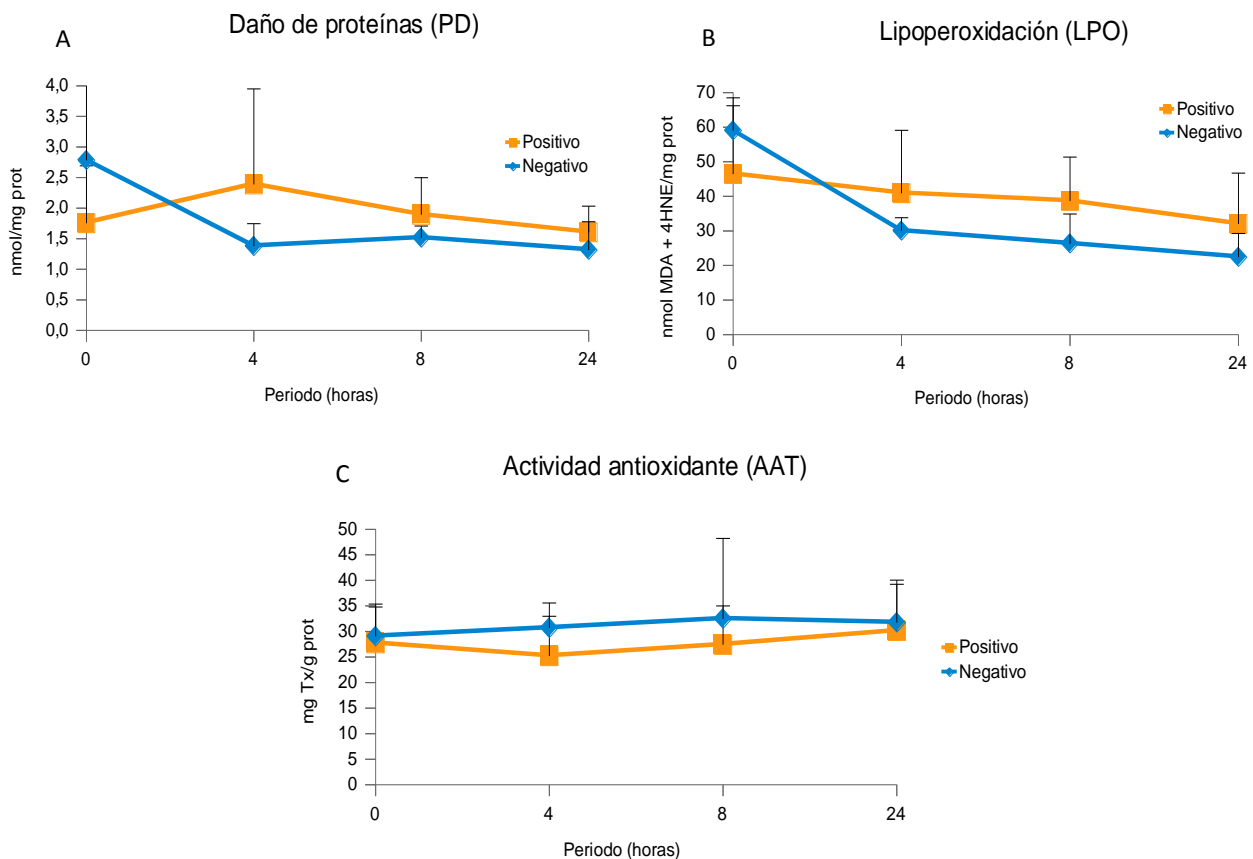 A
Daño de proteínas (PD)
nmol/mg prot
4,0
3,5
3,0
2,5
2,0
1,5
1,0
0,5
0,0
0
4
8
24
Periodo (horas)
Positivo
Negativo
B
Lipoperoxidación (LPO)
nmol MDA + 4HNE/mg prot
70
60
50
40
30
20
10
0
0
4
8
24
Periodo (horas)
Positivo
Negativo
C
Actividad antioxidante (AAT)
mg Tx/g prot
50
45
40
35
30
25
20
15
10
5
0
0
4
8
24
Periodo (horas)
Positivo
Negativo